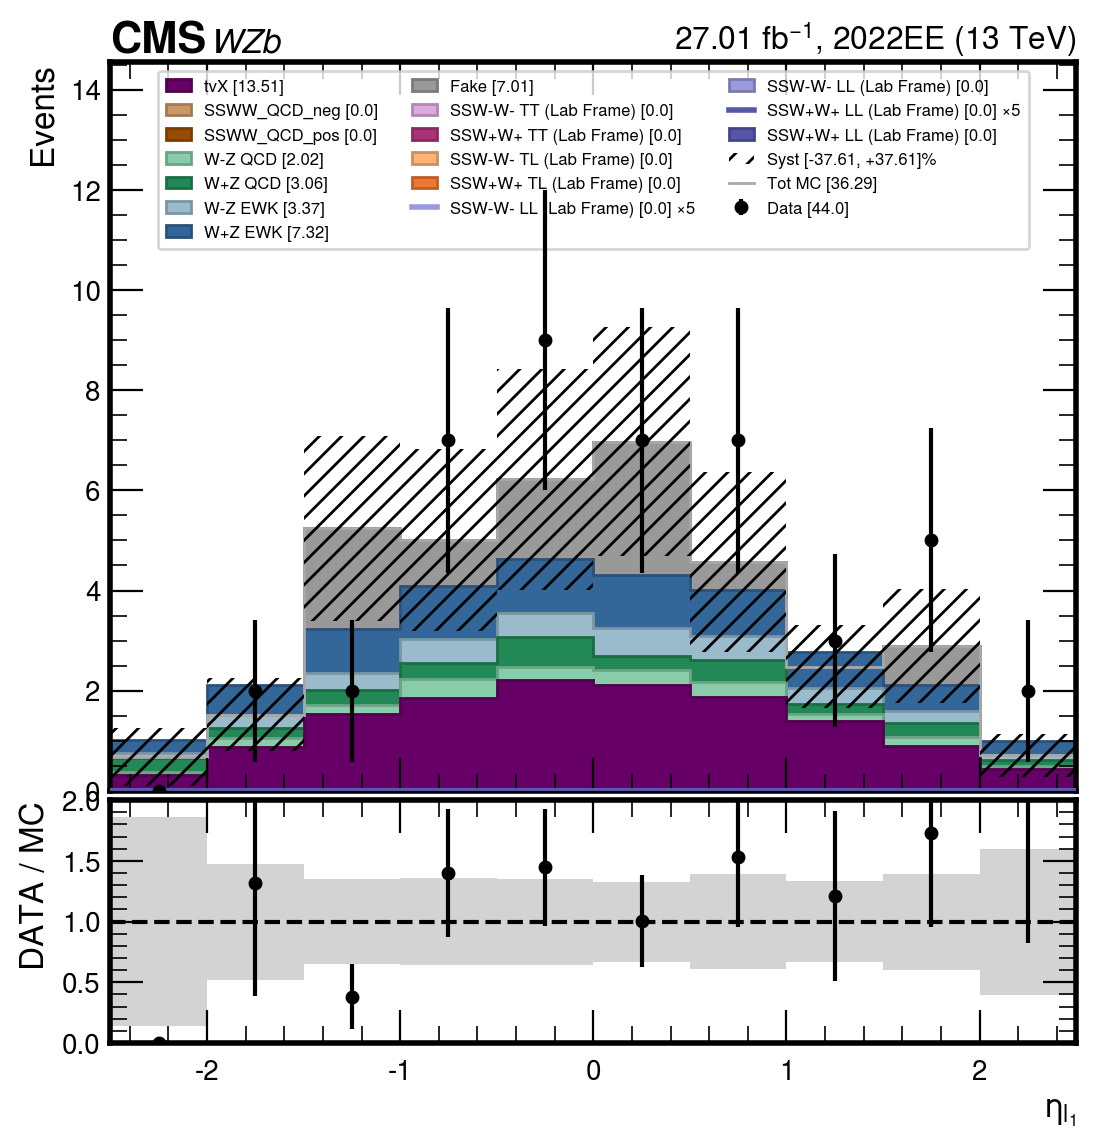 CMS WZb 27.01 fb⁻¹, 2022EE (13 TeV)
Events
tvX [13.51]
SSWW_QCD_neg [0.0]
SSWW_QCD_pos [0.0]
W-Z QCD [2.02]
W+Z QCD [3.06]
W-Z EWK [3.37]
W+Z EWK [7.32]
Fake [7.01]
SSW-W- TT (Lab Frame) [0.0]
SSW+W+ TT (Lab Frame) [0.0]
SSW-W- TL (Lab Frame) [0.0]
SSW+W+ TL (Lab Frame) [0.0]
SSW-W- LL (Lab Frame) [0.0] ×5
SSW-W- LL (Lab Frame) [0.0]
SSW+W+ LL (Lab Frame) [0.0] ×5
SSW+W+ LL (Lab Frame) [0.0]
Syst [-37.61, +37.61]%
Tot MC [36.29]
Data [44.0]
14
12
10
8
6
4
2
0
DATA / MC
2.0
1.5
1.0
0.5
0.0
-2 -1 0 1 2
η_l₁